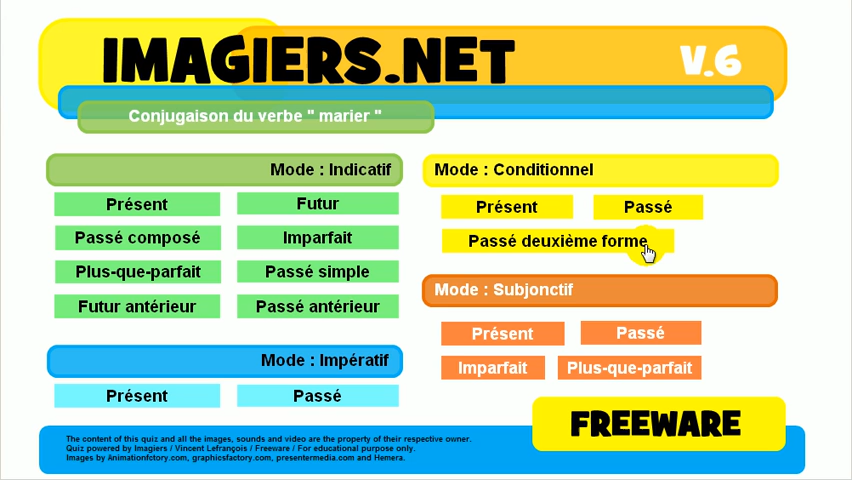 IMAGIERS.NET
V.6
Conjugaison du verbe " marier "
Mode : Indicatif
Présent
Futur
Passé composé
Imparfait
Plus-que-parfait
Passé simple
Futur antérieur
Passé antérieur
Mode : Impératif
Présent
Passé
Mode : Conditionnel
Présent
Passé
Passé deuxième forme
Mode : Subjonctif
Présent
Passé
Imparfait
Plus-que-parfait
FREEWARE
The content of this quiz and all the images, sounds and video are the property of their respective owner.
Quiz powered by Imagiers / Vincent Lefrançois / Freeware / For educational purpose only.
Images by Animationfctory.com, graphicsfactory.com, presentermedia.com and Hemera.